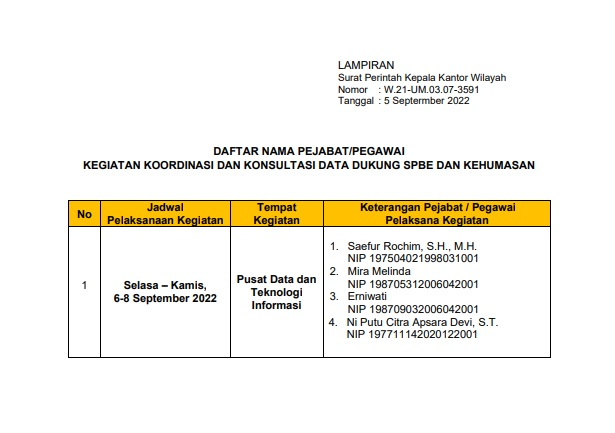 LAMPIRAN
Surat Perintah Kepala Kantor Wilayah
Nomor : W.21-UM.03.07-3591
Tanggal : 5 Septermber 2022
DAFTAR NAMA PEJABAT/PEGAWAI
KEGIATAN KOORDINASI DAN KONSULTASI DATA DUKUNG SPBE DAN KEHUMASAN
No
Jadwal
Pelaksanaan Kegiatan
Tempat
Kegiatan
Keterangan Pejabat / Pegawai
Pelaksana Kegiatan
1
Selasa – Kamis,
6-8 September 2022
Pusat Data dan
Teknologi
Informasi
1. Saefur Rochim, S.H., M.H.
NIP 197504021998031001
2. Mira Melinda
NIP 198705312006042001
3. Erniwati
NIP 198709032006042001
4. Ni Putu Citra Apsara Devi, S.T.
NIP 197711142020122001